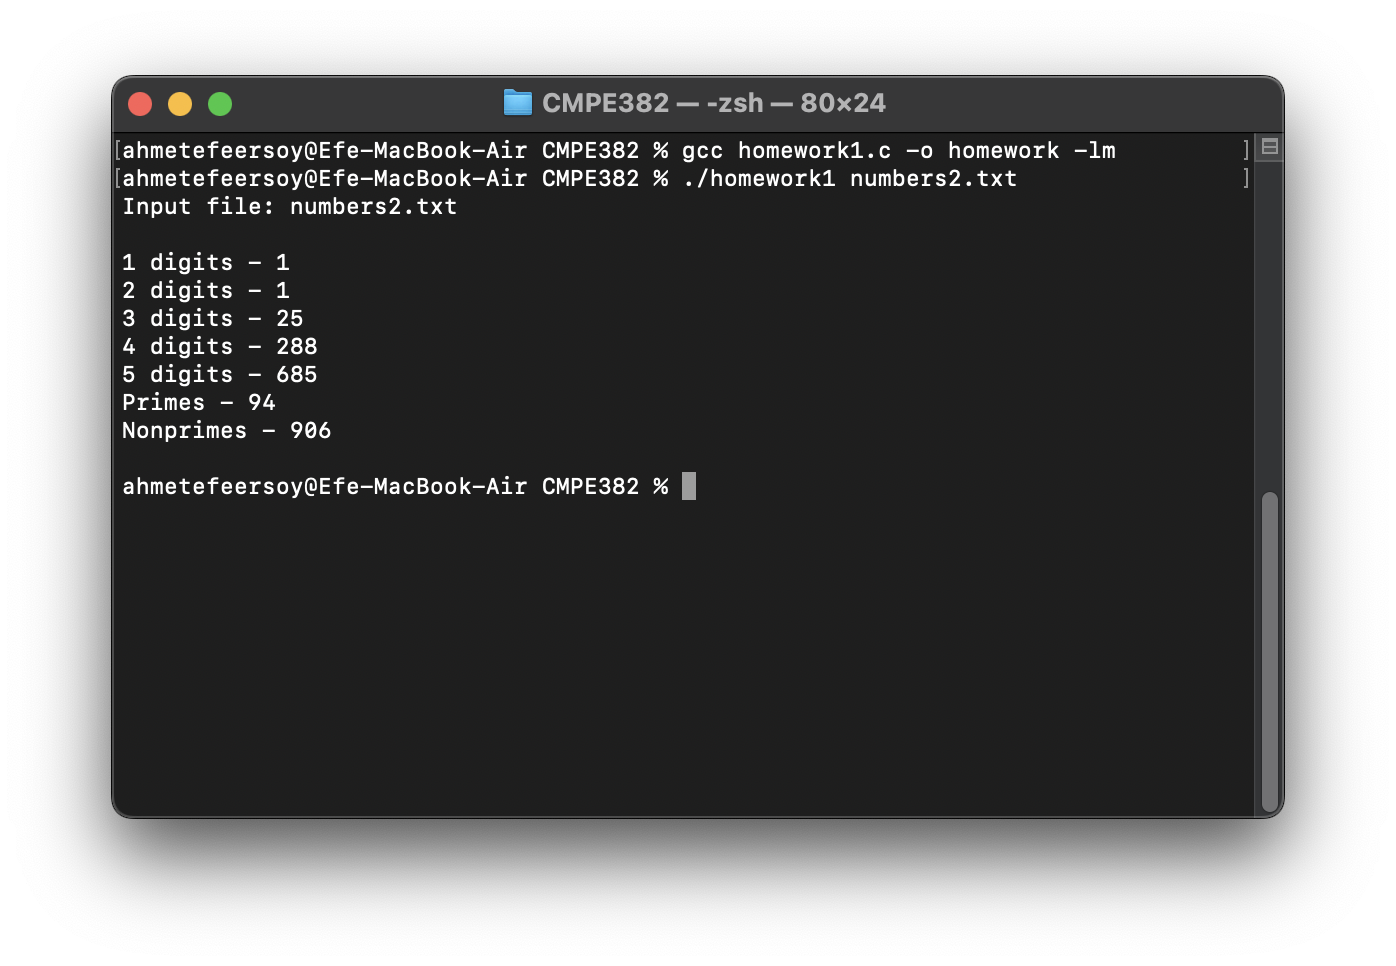 CMPE382 — -zsh — 80×24
[ahmetefeersoy@Efe-MacBook-Air CMPE382 % gcc homework1.c -o homework -lm ]
[ahmetefeersoy@Efe-MacBook-Air CMPE382 % ./homework1 numbers2.txt ]
Input file: numbers2.txt
1 digits - 1
2 digits - 1
3 digits - 25
4 digits - 288
5 digits - 685
Primes - 94
Nonprimes - 906
ahmetefeersoy@Efe-MacBook-Air CMPE382 %